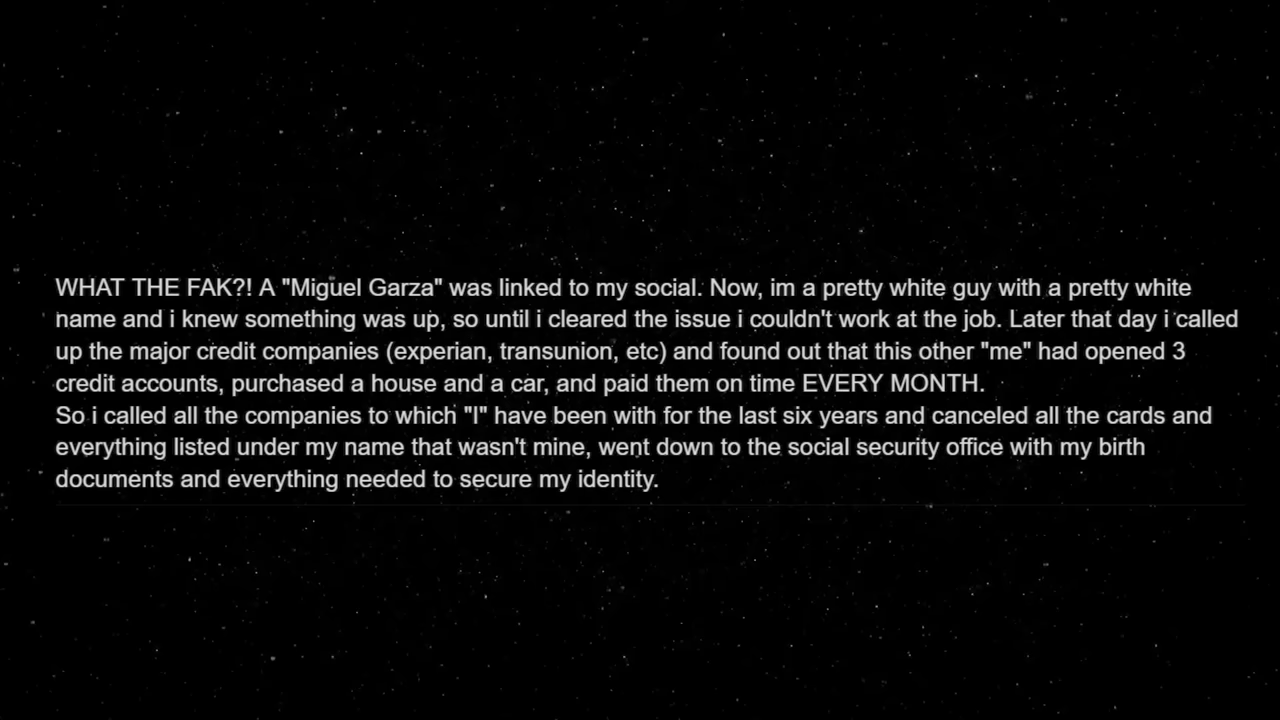 WHAT THE FAK?! A "Miguel Garza" was linked to my social. Now, im a pretty white guy with a pretty white
name and i knew something was up, so until i cleared the issue i couldn't work at the job. Later that day i called
up the major credit companies (experian, transunion, etc) and found out that this other "me" had opened 3
credit accounts, purchased a house and a car, and paid them on time EVERY MONTH.
So i called all the companies to which "I" have been with for the last six years and canceled all the cards and
everything listed under my name that wasn't mine, went down to the social security office with my birth
documents and everything needed to secure my identity.